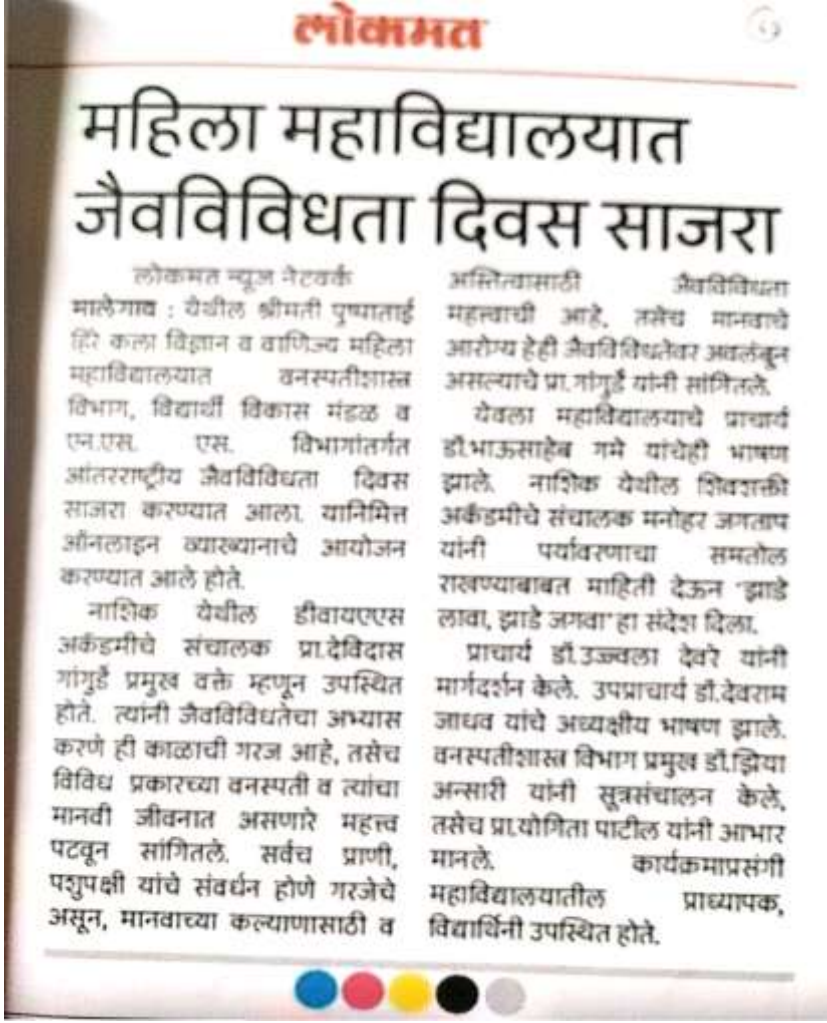 लोकमत
महिला महाविद्यालयात
जैवविविधता दिवस साजरा
लोकमत न्यूज नेटवर्क
मालेगाव : येथील श्रीमती पुष्पाताई
हिरे कला विज्ञान व वाणिज्य महिला
महाविद्यालयात वनस्पतीशास्त्र
विभाग, विद्यार्थी विकास मंडळ व
एन.एस. एस. विभागांतर्गत
आंतरराष्ट्रीय जैवविविधता दिवस
साजरा करण्यात आला. यानिमित्त
ऑनलाइन व्याख्यानाचे आयोजन
करण्यात आले होते.
नाशिक येथील डीवायएएस
अकॅडमीचे संचालक प्रा.देविदास
गांगुर्डे प्रमुख वक्ते म्हणून उपस्थित
होते. त्यांनी जैवविविधतेचा अभ्यास
करणे ही काळाची गरज आहे, तसेच
विविध प्रकारच्या वनस्पती व त्यांचा
मानवी जीवनात असणारे महत्त्व
पटवून सांगितले. सर्वच प्राणी,
पशुपक्षी यांचे संवर्धन होणे गरजेचे
असून, मानवाच्या कल्याणासाठी व
अस्तित्वासाठी जैवविविधता
महत्त्वाची आहे, तसेच मानवाचे
आरोग्य हेही जैवविविधतेवर अवलंबून
असल्याचे प्रा.गांगुर्डे यांनी सांगितले.
येवला महाविद्यालयाचे प्राचार्य
डॉ.भाऊसाहेब गमे यांचेही भाषण
झाले. नाशिक येथील शिवशक्ती
अकॅडमीचे संचालक मनोहर जगताप
यांनी पर्यावरणाचा समतोल
राखण्याबाबत माहिती देऊन 'झाडे
लावा, झाडे जगवा' हा संदेश दिला.
प्राचार्य डॉ.उज्ज्वला देवरे यांनी
मार्गदर्शन केले. उपप्राचार्य डॉ.देवराम
जाधव यांचे अध्यक्षीय भाषण झाले.
वनस्पतीशास्त्र विभाग प्रमुख डॉ.झिया
अन्सारी यांनी सूत्रसंचालन केले,
तसेच प्रा.योगिता पाटील यांनी आभार
मानले. कार्यक्रमाप्रसंगी
महाविद्यालयातील प्राध्यापक,
विद्यार्थिनी उपस्थित होते.